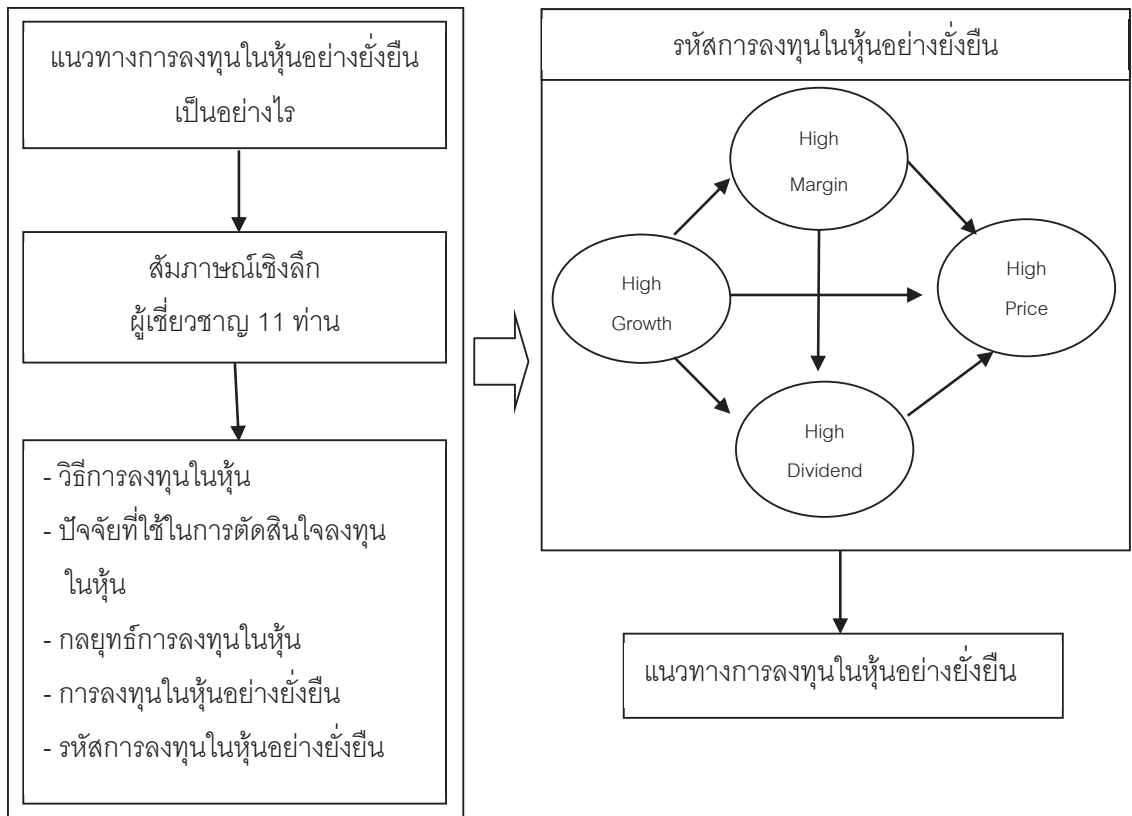 แนวทางการลงทุนในหุ้นอย่างยั่งยืน
เป็นอย่างไร
สัมภาษณ์เชิงลึก
ผู้เชี่ยวชาญ 11 ท่าน
- วิธีการลงทุนในหุ้น
- ปัจจัยที่ใช้ในการตัดสินใจลงทุน
ในหุ้น
- กลยุทธ์การลงทุนในหุ้น
- การลงทุนในหุ้นอย่างยั่งยืน
- รหัสการลงทุนในหุ้นอย่างยั่งยืน
รหัสการลงทุนในหุ้นอย่างยั่งยืน
High
Margin
High
Growth
High
Price
High
Dividend
แนวทางการลงทุนในหุ้นอย่างยั่งยืน